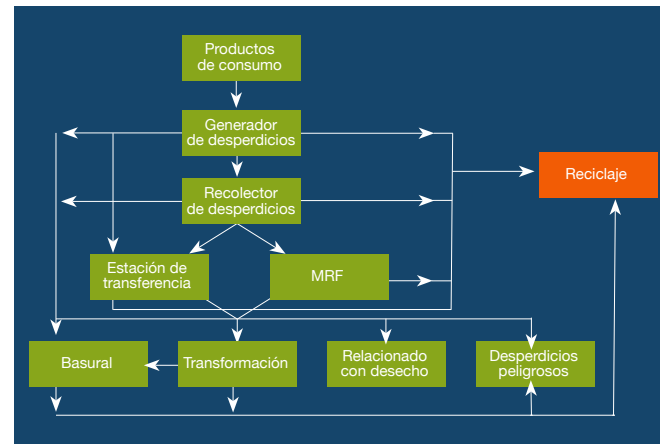 Productos
de consumo
Generador
de desperdicios
Reciclaje
Recolector
de desperdicios
Estación de
transferencia
MRF
Basural
Transformación
Relacionado
con desecho
Desperdicios
peligrosos